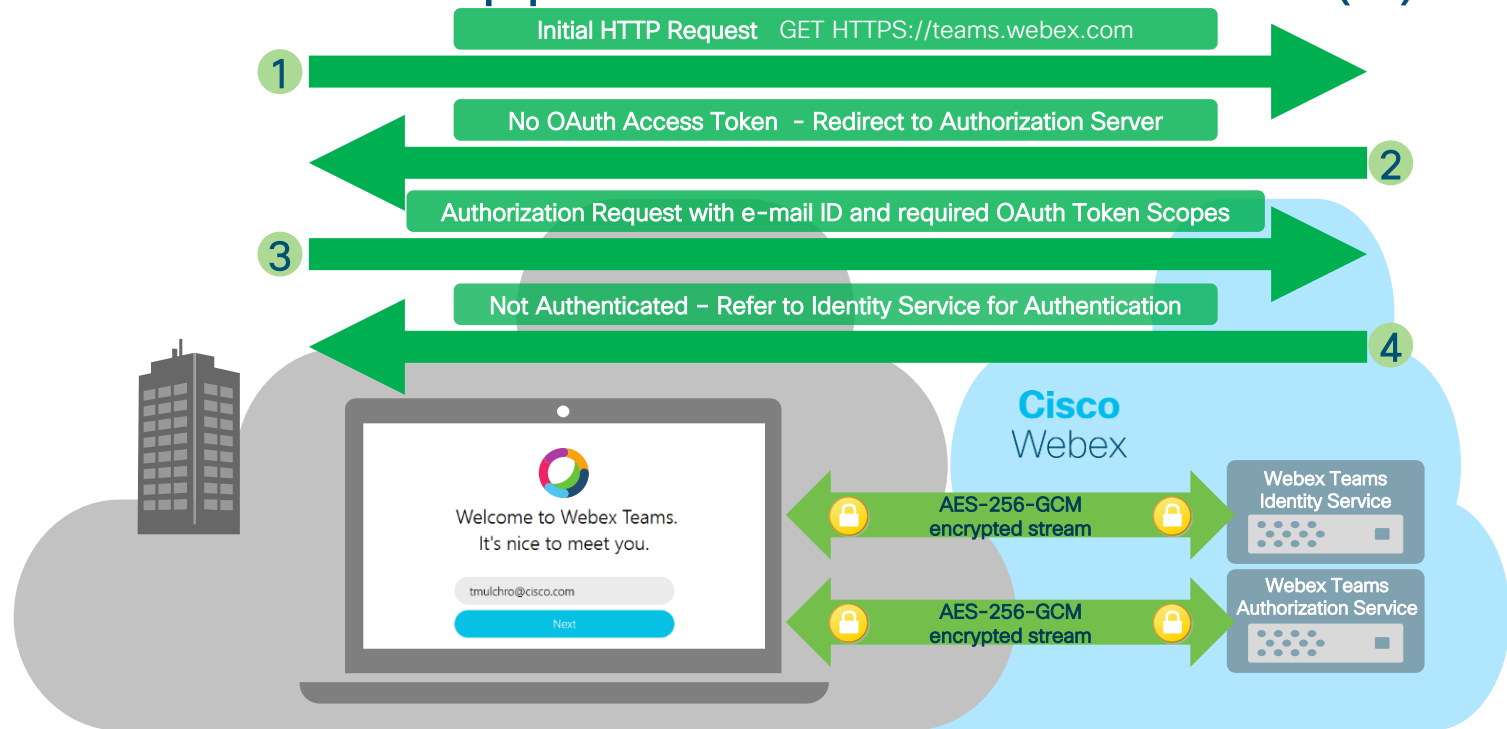 Initial HTTP Request GET HTTPS://teams.webex.com
1
No OAuth Access Token - Redirect to Authorization Server
2
Authorization Request with e-mail ID and required OAuth Token Scopes
3
Not Authenticated – Refer to Identity Service for Authentication
4
Cisco
Webex
Welcome to Webex Teams.
It's nice to meet you.
tmulchro@cisco.com
Next
AES-256-GCM
encrypted stream
Webex Teams
Identity Service
AES-256-GCM
encrypted stream
Webex Teams
Authorization Service